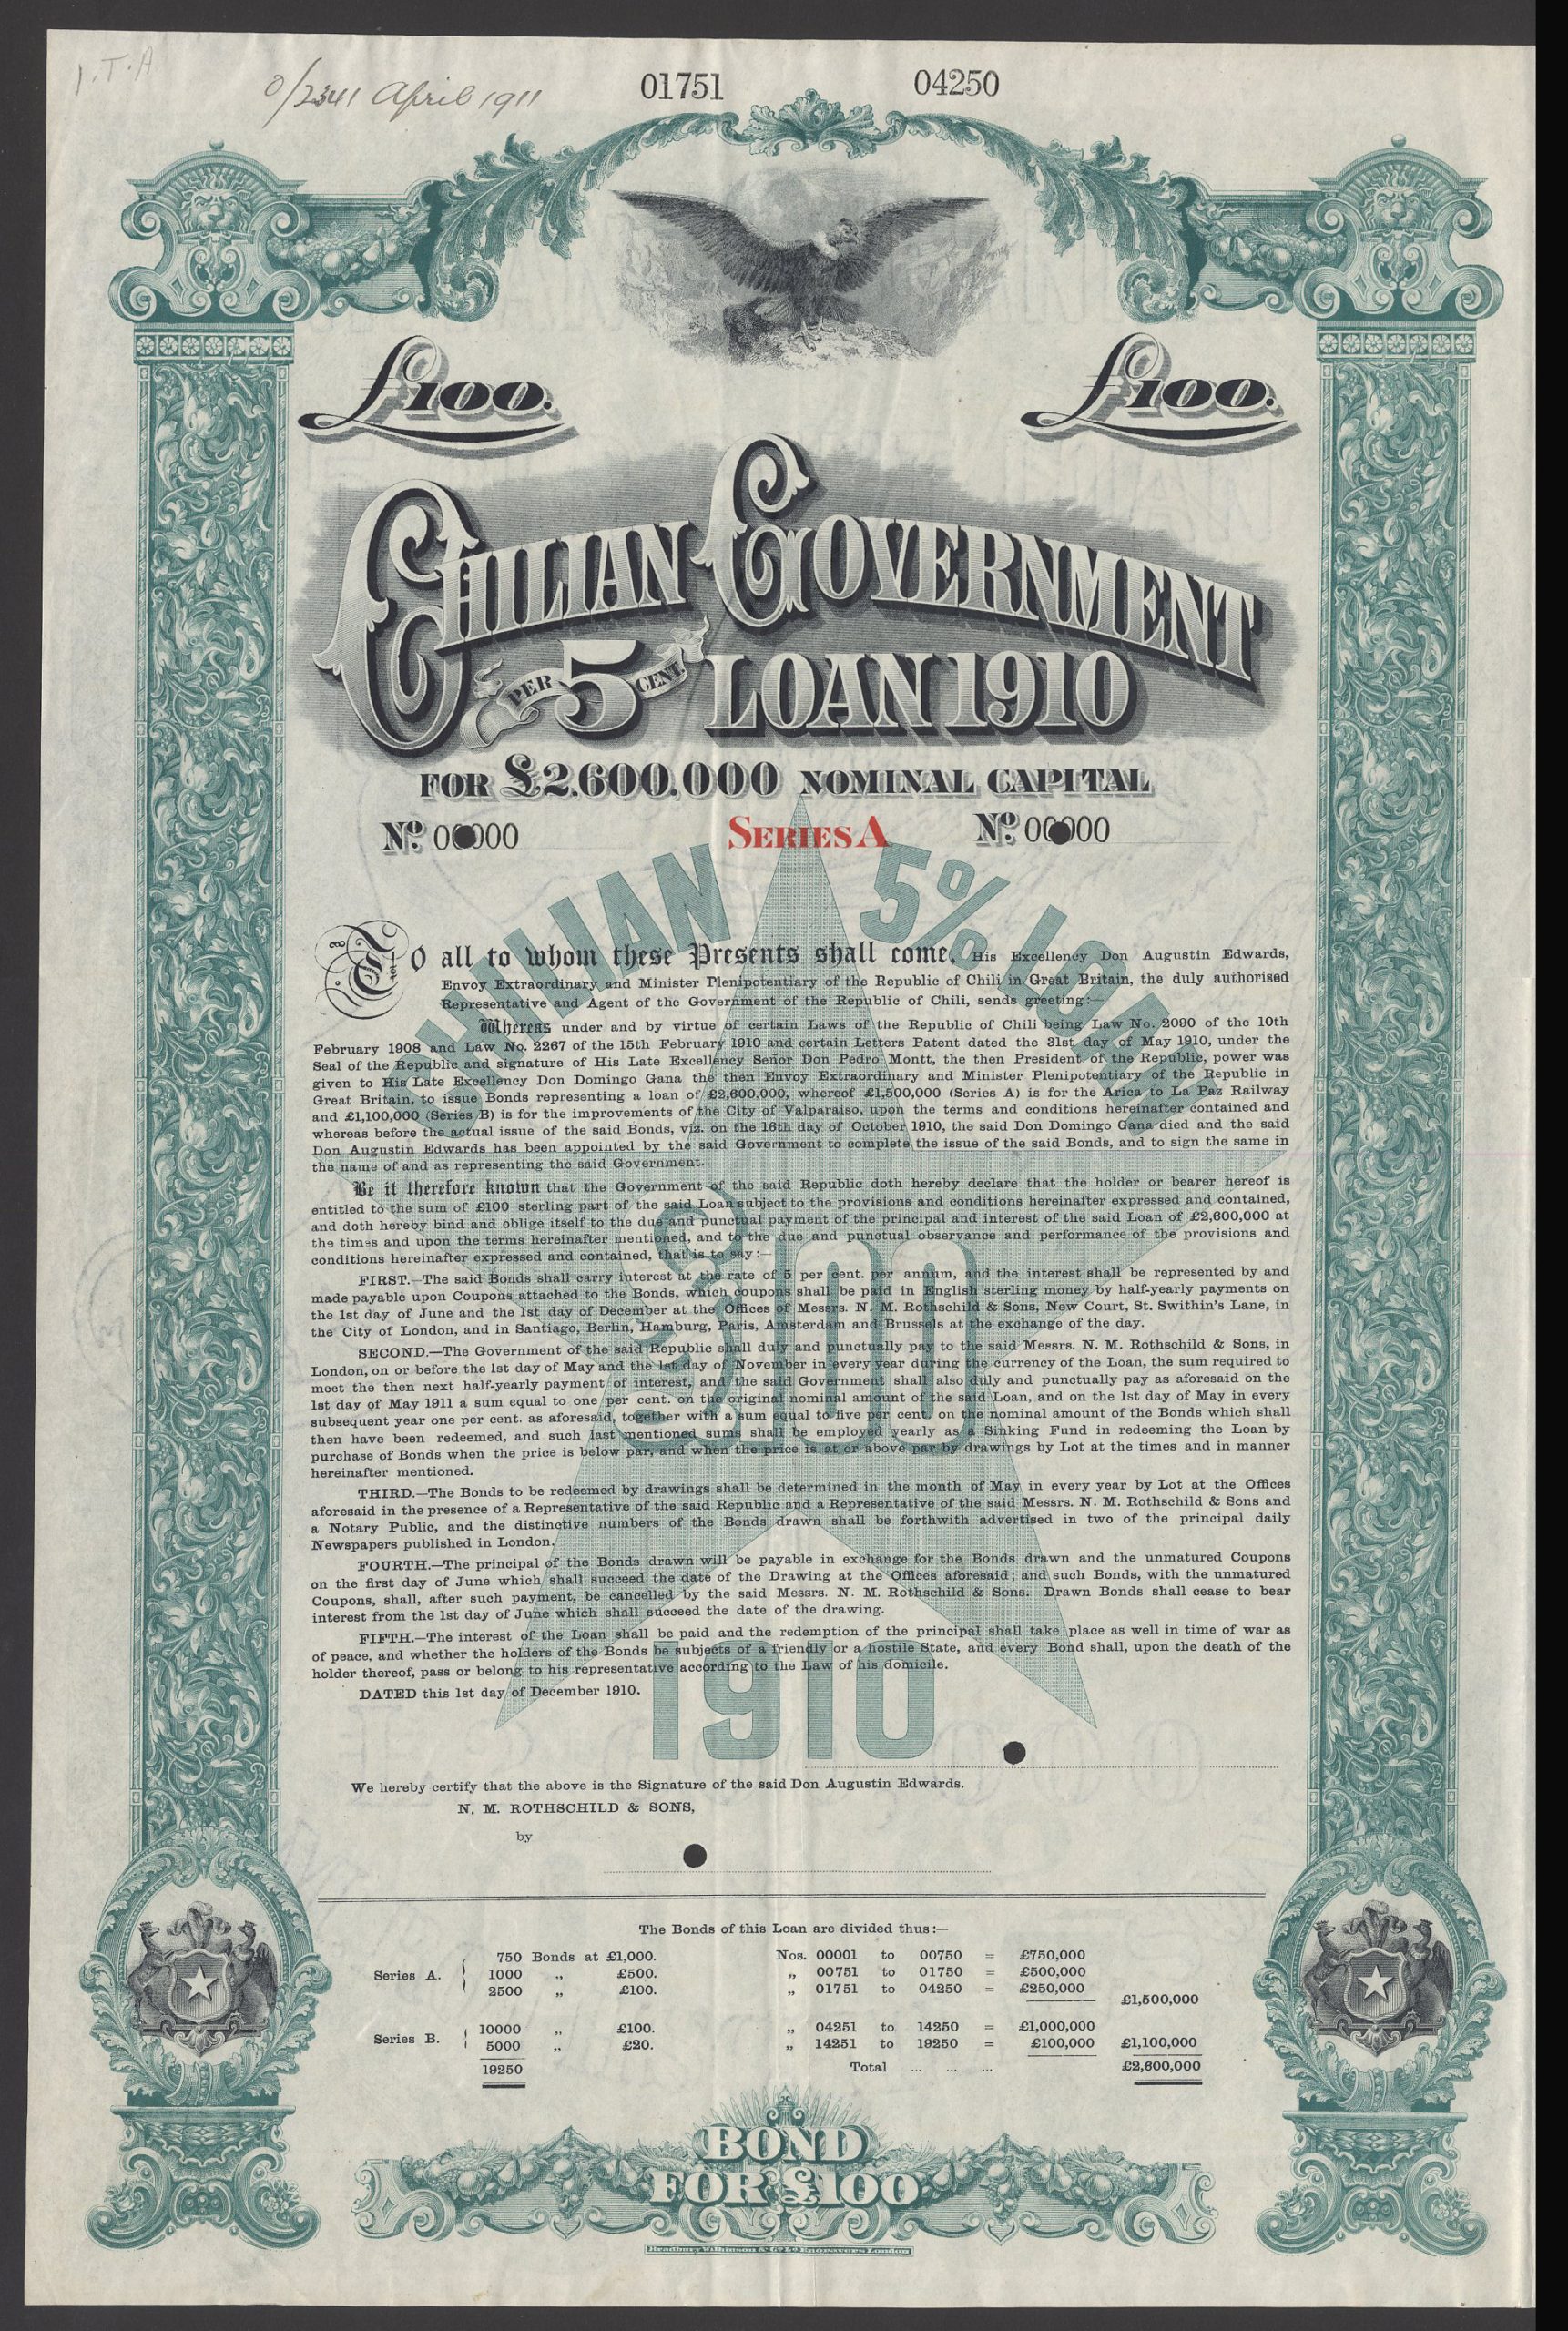 I.T.A
0/2341 April 1911
01751 04250
£100. £100.
CHILIAN GOVERNMENT
5 PER CENT. LOAN 1910
FOR £2.600.000 NOMINAL CAPITAL
No. 00000 SERIES A No. 00000
CHILIAN 5% LOAN
TO all to whom these Presents shall come, His Excellency Don Augustin Edwards,
Envoy Extraordinary and Minister Plenipotentiary of the Republic of Chili in Great Britain, the duly authorised
Representative and Agent of the Government of the Republic of Chili, sends greeting:—
Whereas under and by virtue of certain Laws of the Republic of Chili being Law No. 2090 of the 10th
February 1908 and Law No. 2267 of the 15th February 1910 and certain Letters Patent dated the 31st day of May 1910, under the
Seal of the Republic and signature of His Late Excellency Señor Don Pedro Montt, the then President of the Republic, power was
given to His Late Excellency Don Domingo Gana the then Envoy Extraordinary and Minister Plenipotentiary of the Republic in
Great Britain, to issue Bonds representing a loan of £2,600,000, whereof £1,500,000 (Series A) is for the Arica to La Paz Railway
and £1,100,000 (Series B) is for the improvements of the City of Valparaiso, upon the terms and conditions hereinafter contained and
whereas before the actual issue of the said Bonds, viz. on the 16th day of October 1910, the said Don Domingo Gana died and the said
Don Augustin Edwards has been appointed by the said Government to complete the issue of the said Bonds, and to sign the same in
the name of and as representing the said Government.
Be it therefore known that the Government of the said Republic doth hereby declare that the holder or bearer hereof is
entitled to the sum of £100 sterling part of the said Loan subject to the provisions and conditions hereinafter expressed and contained,
and doth hereby bind and oblige itself to the due and punctual payment of the principal and interest of the said Loan of £2,600,000 at
the times and upon the terms hereinafter mentioned, and to the due and punctual observance and performance of the provisions and
conditions hereinafter expressed and contained, that is to say:—
£100
FIRST.—The said Bonds shall carry interest at the rate of 5 per cent. per annum, and the interest shall be represented by and
made payable upon Coupons attached to the Bonds, which coupons shall be paid in English sterling money by half-yearly payments on
the 1st day of June and the 1st day of December at the Offices of Messrs. N. M. Rothschild & Sons, New Court, St. Swithin's Lane, in
the City of London, and in Santiago, Berlin, Hamburg, Paris, Amsterdam and Brussels at the exchange of the day.
SECOND.—The Government of the said Republic shall duly and punctually pay to the said Messrs. N. M. Rothschild & Sons, in
London, on or before the 1st day of May and the 1st day of November in every year during the currency of the Loan, the sum required to
meet the then next half-yearly payment of interest, and the said Government shall also duly and punctually pay as aforesaid on the
1st day of May 1911 a sum equal to one per cent. on the original nominal amount of the said Loan, and on the 1st day of May in every
subsequent year one per cent. as aforesaid, together with a sum equal to five per cent. on the nominal amount of the Bonds which shall
then have been redeemed, and such last mentioned sums shall be employed yearly as a Sinking Fund in redeeming the Loan by
purchase of Bonds when the price is below par, and when the price is at or above par by drawings by Lot at the times and in manner
hereinafter mentioned.
THIRD.—The Bonds to be redeemed by drawings shall be determined in the month of May in every year by Lot at the Offices
aforesaid in the presence of a Representative of the said Republic and a Representative of the said Messrs. N. M. Rothschild & Sons and
a Notary Public, and the distinctive numbers of the Bonds drawn shall be forthwith advertised in two of the principal daily
Newspapers published in London.
FOURTH.—The principal of the Bonds drawn will be payable in exchange for the Bonds drawn and the unmatured Coupons
on the first day of June which shall succeed the date of the Drawing at the Offices aforesaid; and such Bonds, with the unmatured
Coupons, shall, after such payment, be cancelled by the said Messrs. N. M. Rothschild & Sons. Drawn Bonds shall cease to bear
interest from the 1st day of June which shall succeed the date of the drawing.
FIFTH.—The interest of the Loan shall be paid and the redemption of the principal shall take place as well in time of war as
of peace, and whether the holders of the Bonds be subjects of a friendly or a hostile State, and every Bond shall, upon the death of the
holder thereof, pass or belong to his representative according to the Law of his domicile.
DATED this 1st day of December 1910.
1910
We hereby certify that the above is the Signature of the said Don Augustin Edwards.
N. M. ROTHSCHILD & SONS,
by
The Bonds of this Loan are divided thus:—
750 Bonds at £1,000. Nos. 00001 to 00750 = £750,000
Series A. 1000 „ £500. „ 00751 to 01750 = £500,000
2500 „ £100. „ 01751 to 04250 = £250,000
£1,500,000
10000 „ £100. „ 04251 to 14250 = £1,000,000
Series B. 5000 „ £20. „ 14251 to 19250 = £100,000 £1,100,000
19250 Total ... ... ... £2,600,000
BOND
FOR £100
Bradbury Wilkinson & Co Ld Engravers London